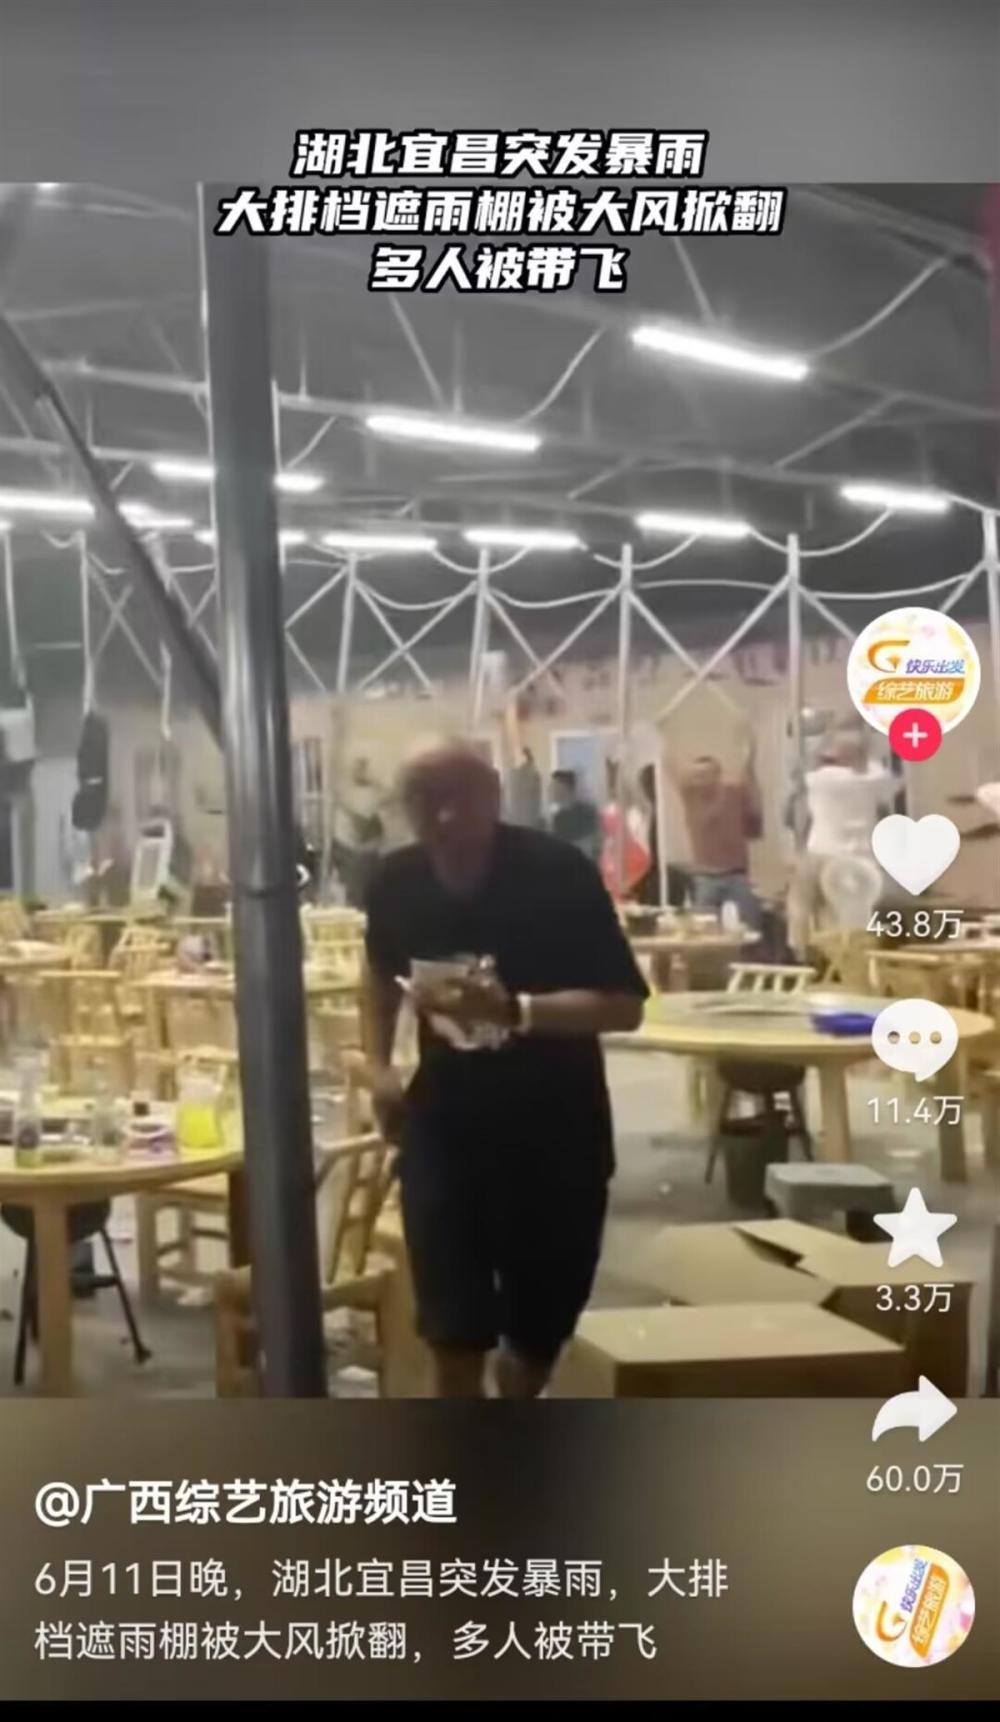 湖北宜昌突发暴雨
大排档遮雨棚被大风掀翻
多人被带飞
快乐出发
综艺旅游
43.8万
11.4万
3.3万
60.0万
@广西综艺旅游频道
6月11日晚，湖北宜昌突发暴雨，大排
档遮雨棚被大风掀翻，多人被带飞
快乐出发
综艺旅游